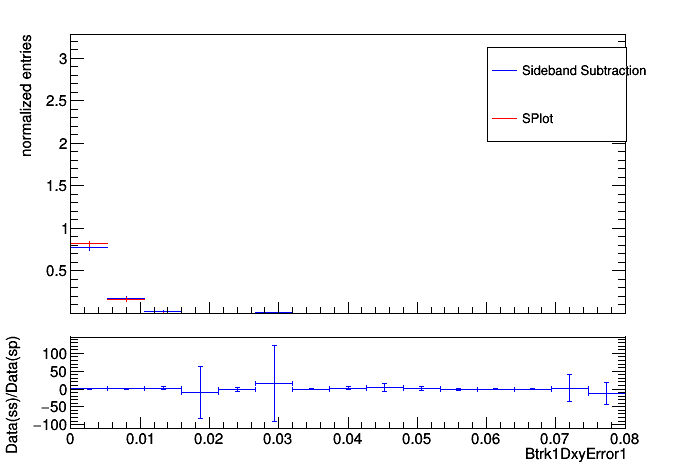 normalized entries
3
2.5
2
1.5
1
0.5
Sideband Subtraction
SPlot
Data(ss)/Data(sp)
100
50
0
−50
−100
0 0.01 0.02 0.03 0.04 0.05 0.06 0.07 0.08
Btrk1DxyError1